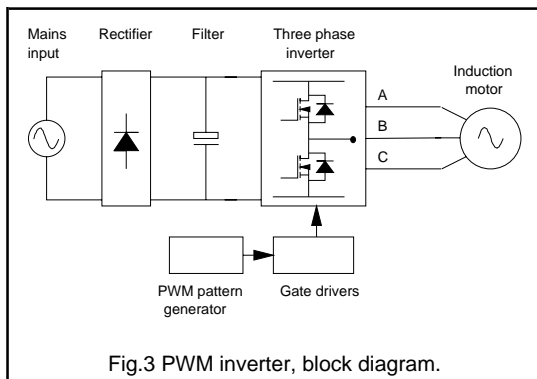 Mains input
Rectifier
Filter
Three phase inverter
Induction motor
A
B
C
PWM pattern generator
Gate drivers
Fig.3 PWM inverter, block diagram.